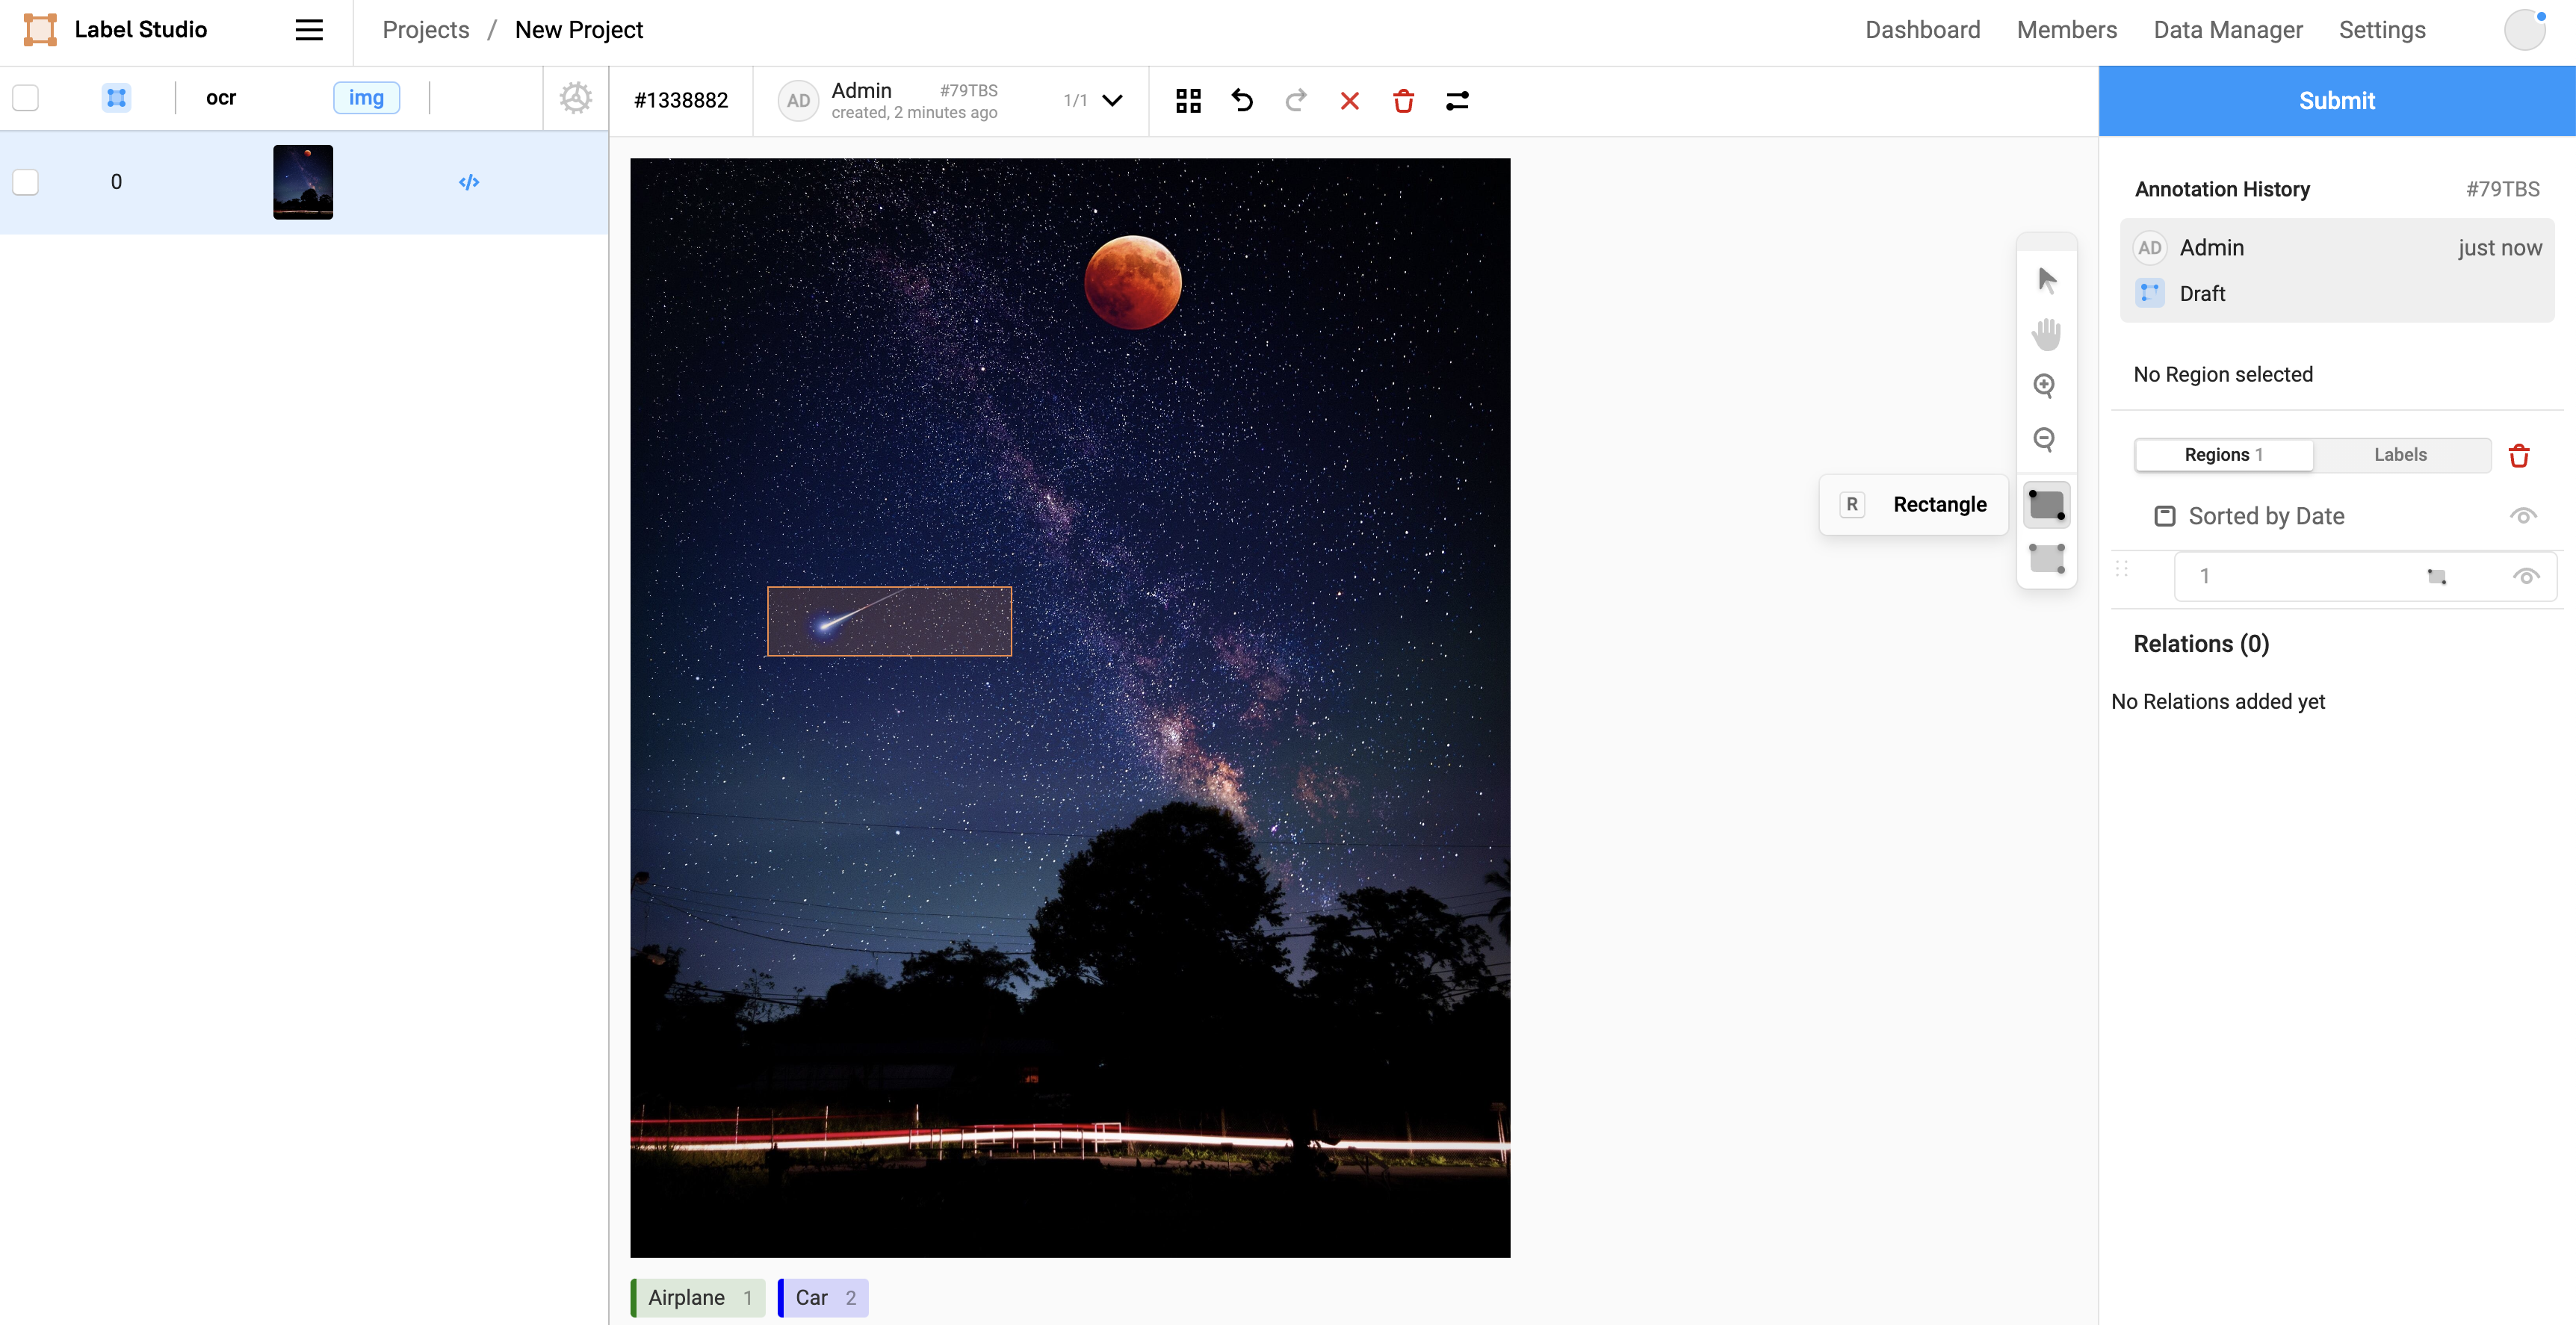 Label Studio
Projects / New Project
Dashboard Members Data Manager Settings
ocr img
#1338882
AD Admin #79TBS
created, 2 minutes ago
1/1
Submit
0
</>
Annotation History #79TBS
AD Admin just now
Draft
No Region selected
Regions 1 Labels
R Rectangle
Sorted by Date
1
Relations (0)
No Relations added yet
Airplane 1 Car 2